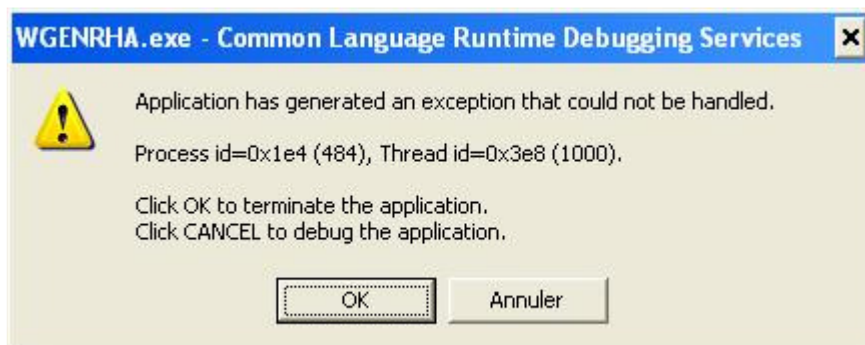 WGENRHA.exe - Common Language Runtime Debugging Services
Application has generated an exception that could not be handled.
Process id=0x1e4 (484), Thread id=0x3e8 (1000).
Click OK to terminate the application.
Click CANCEL to debug the application.
OK
Annuler